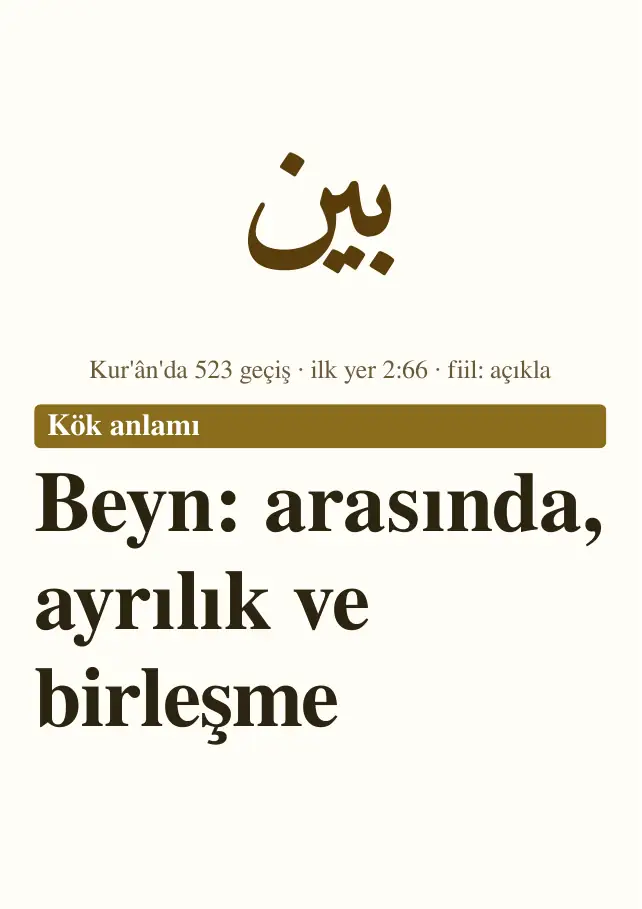 بين
Kur'ân'da 523 geçiş · ilk yer 2:66 · fiil: açıkla
Kök anlamı
Beyn: arasında,
ayrılık ve
birleşme